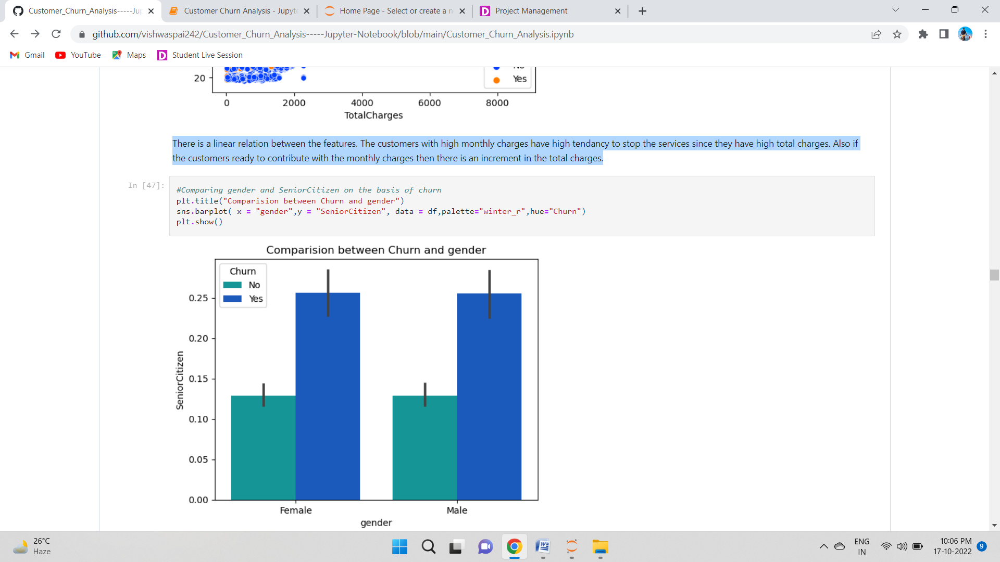 Customer_Churn_Analysis-----Jup
Customer Churn Analysis - Jupyte
Home Page - Select or create a n
Project Management
github.com/vishwaspai242/Customer_Churn_Analysis-----Jupyter-Notebook/blob/main/Customer_Churn_Analysis.ipynb
Gmail
YouTube
Maps
Student Live Session
No
20
Yes
0 2000 4000 6000 8000
TotalCharges
There is a linear relation between the features. The customers with high monthly charges have high tendancy to stop the services since they have high total charges. Also if
the customers ready to contribute with the monthly charges then there is an increment in the total charges.
In [47]:
#Comparing gender and SeniorCitizen on the basis of churn
plt.title("Comparision between Churn and gender")
sns.barplot( x = "gender",y = "SeniorCitizen", data = df,palette="winter_r",hue="Churn")
plt.show()
Comparision between Churn and gender
Churn
No
Yes
0.25
0.20
0.15
0.10
0.05
0.00
SeniorCitizen
Female Male
gender
26°C
Haze
ENG
IN
10:06 PM
17-10-2022
9